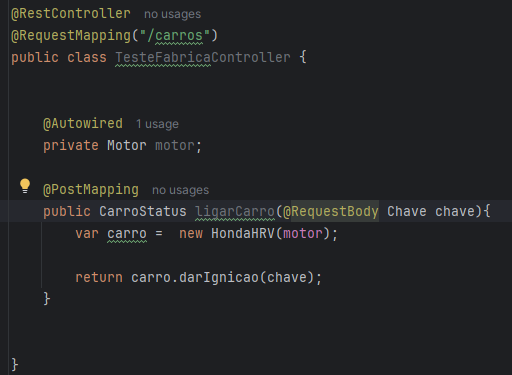 @RestController no usages
@RequestMapping("/carros")
public class TesteFabricaController {
@Autowired 1 usage
private Motor motor;
@PostMapping no usages
public CarroStatus ligarCarro(@RequestBody Chave chave){
var carro = new HondaHRV(motor);
return carro.darIgnicao(chave);
}
}